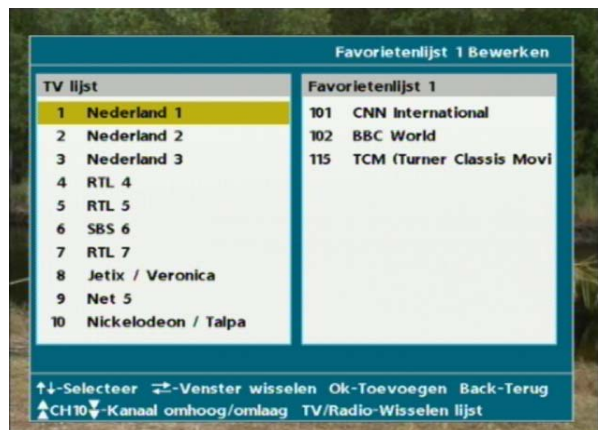 Favorietenlijst 1 Bewerken
TV lijst
1 Nederland 1
2 Nederland 2
3 Nederland 3
4 RTL 4
5 RTL 5
6 SBS 6
7 RTL 7
8 Jetix / Veronica
9 Net 5
10 Nickelodeon / Talpa
Favorietenlijst 1
101 CNN International
102 BBC World
115 TCM (Turner Classis Movi
↑↓-Selecteer ⇄-Venster wisselen Ok-Toevoegen Back-Terug
CH10-Kanaal omhoog/omlaag TV/Radio-Wisselen lijst